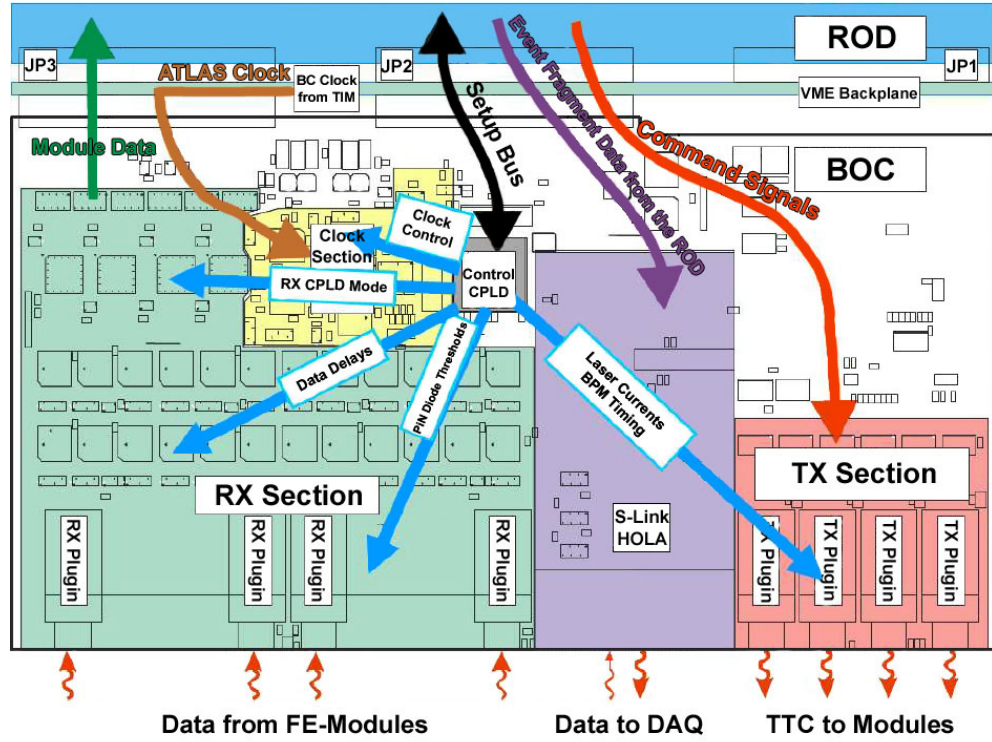 ROD
JP3
JP2
JP1
ATLAS Clock
BC Clock
from TIM
VME Backplane
Event Fragment Data from the ROD
Setup Bus
Module Data
Command Signals
BOC
Clock
Control
Clock
Section
Control
CPLD
RX CPLD Mode
Data Delays
PiN Diode Thresholds
Laser Currents
BPM Timing
RX Section
TX Section
S-Link
HOLA
RX Plugin
RX Plugin
RX Plugin
RX Plugin
TX Plugin
TX Plugin
TX Plugin
TX Plugin
Data from FE-Modules
Data to DAQ
TTC to Modules